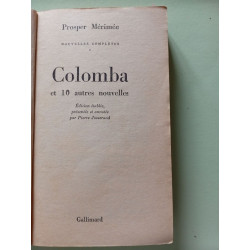 Prosper Mérimée
NOUVELLES COMPLÈTES
Colomba
et 10 autres nouvelles
Édition établie,
présentée et annotée
par Pierre Josserand
Gallimard